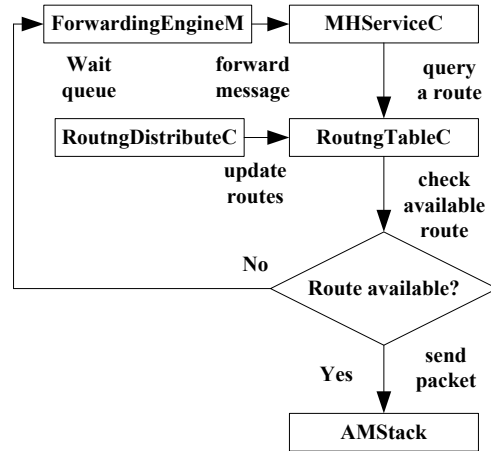 ForwardingEngineM
MHServiceC
Wait
queue
forward
message
query
a route
RoutngDistributeC
RoutngTableC
update
routes
check
available
route
No
Route available?
Yes
send
packet
AMStack